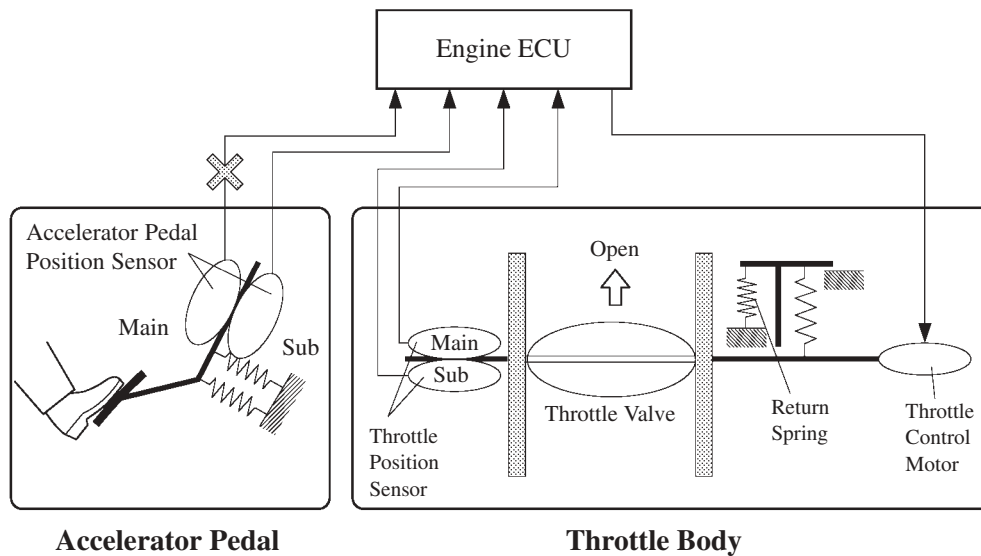 Engine ECU
Accelerator Pedal
Position Sensor
Main
Sub
Open
Main
Sub
Throttle Valve
Throttle
Position
Sensor
Return
Spring
Throttle
Control
Motor
Accelerator Pedal
Throttle Body